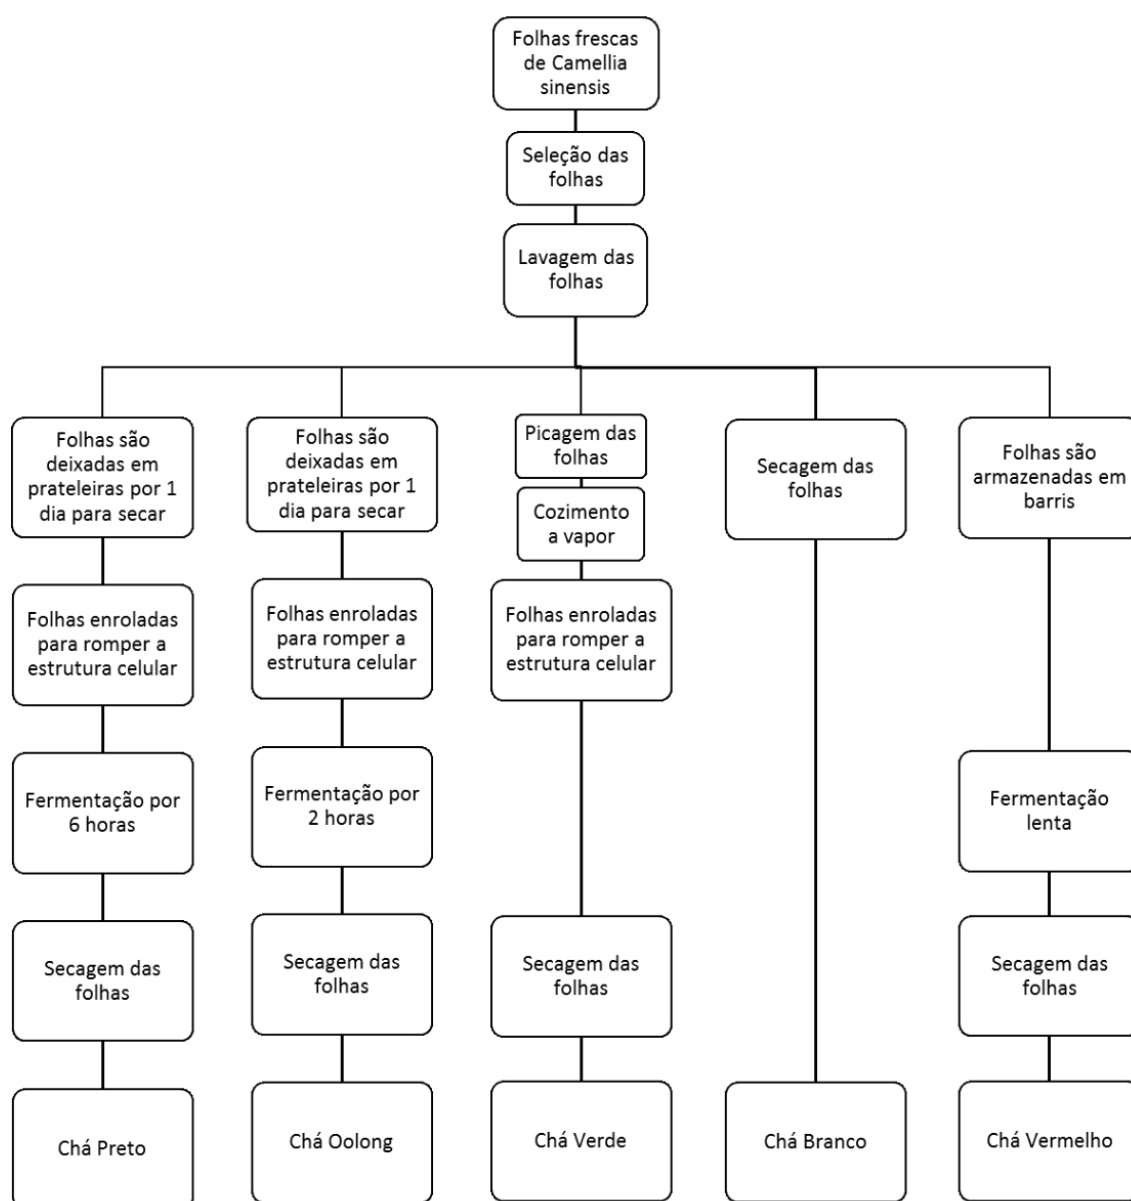 Folhas frescas
de Camellia
sinensis
Seleção das
folhas
Lavagem das
folhas
Folhas são
deixadas em
prateleiras por 1
dia para secar
Folhas enroladas
para romper a
estrutura celular
Fermentação por
6 horas
Secagem das
folhas
Chá Preto
Folhas são
deixadas em
prateleiras por 1
dia para secar
Folhas enroladas
para romper a
estrutura celular
Fermentação por
2 horas
Secagem das
folhas
Chá Oolong
Picagem das
folhas
Cozimento
a vapor
Folhas enroladas
para romper a
estrutura celular
Secagem das
folhas
Chá Verde
Secagem das
folhas
Chá Branco
Folhas são
armazenadas em
barris
Fermentação
lenta
Secagem das
folhas
Chá Vermelho